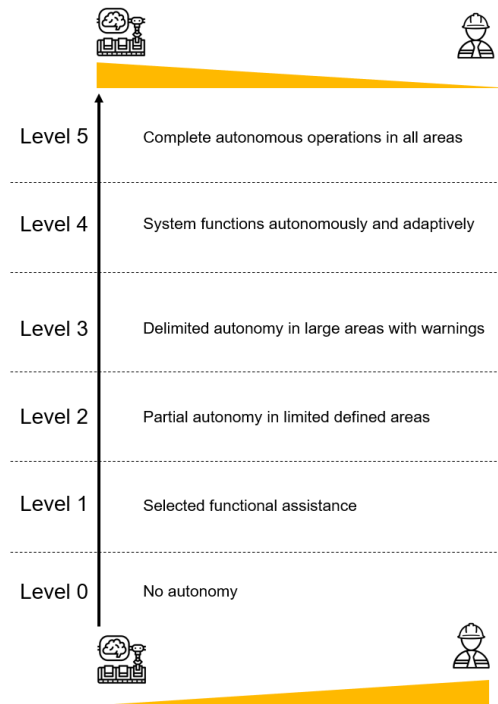 Level 5 Complete autonomous operations in all areas
Level 4 System functions autonomously and adaptively
Level 3 Delimited autonomy in large areas with warnings
Level 2 Partial autonomy in limited defined areas
Level 1 Selected functional assistance
Level 0 No autonomy